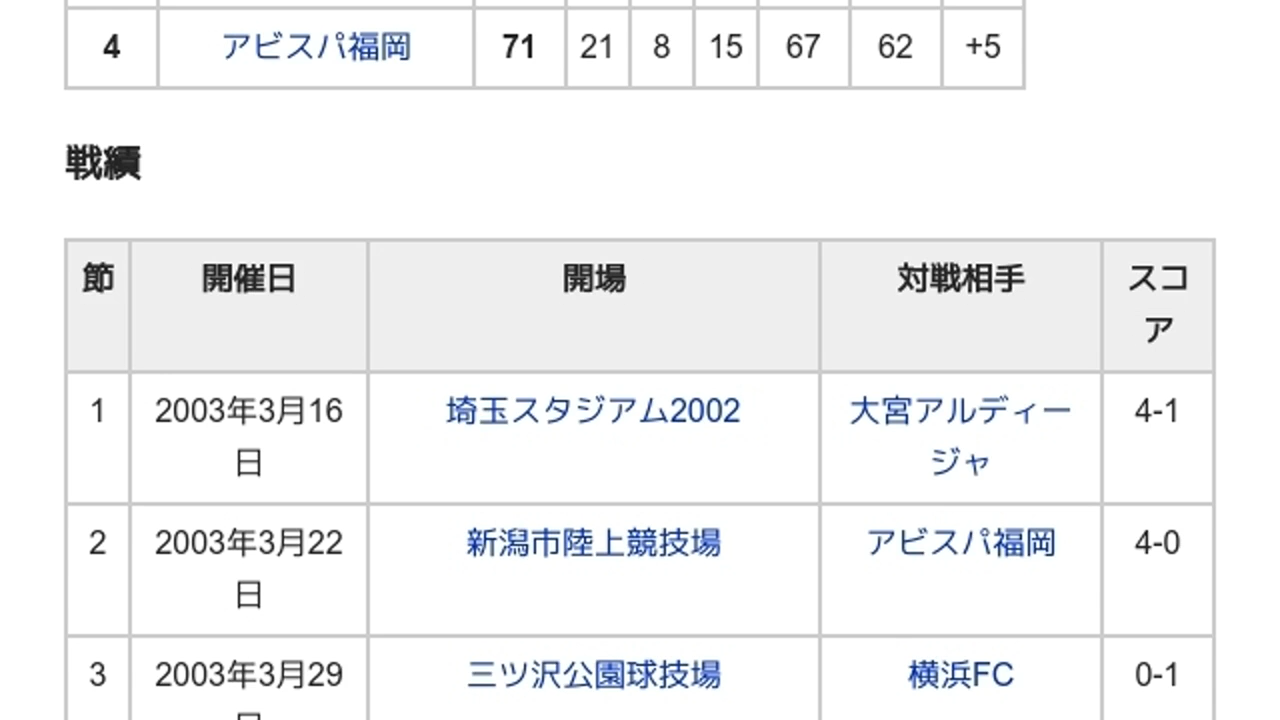 4 アビスパ福岡 71 21 8 15 67 62 +5
戦績
節 開催日 開場 対戦相手 スコ
ア
1 2003年3月16 埼玉スタジアム2002 大宮アルディー 4-1
日 ジャ
2 2003年3月22 新潟市陸上競技場 アビスパ福岡 4-0
日
3 2003年3月29 三ツ沢公園球技場 横浜FC 0-1
日